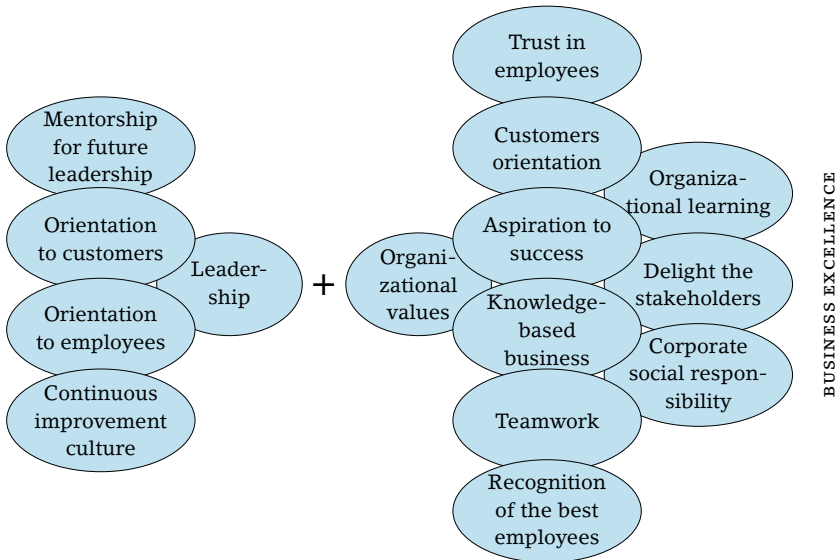 Mentorship
for future
leadership
Orientation
to customers
Orientation
to employees
Continuous
improvement
culture
Leader-
ship
+
Organi-
zational
values
Trust in
employees
Customers
orientation
Aspiration to
success
Knowledge-
based
business
Teamwork
Recognition
of the best
employees
Organiza-
tional learning
Delight the
stakeholders
Corporate
social respon-
sibility
BUSINESS EXCELLENCE